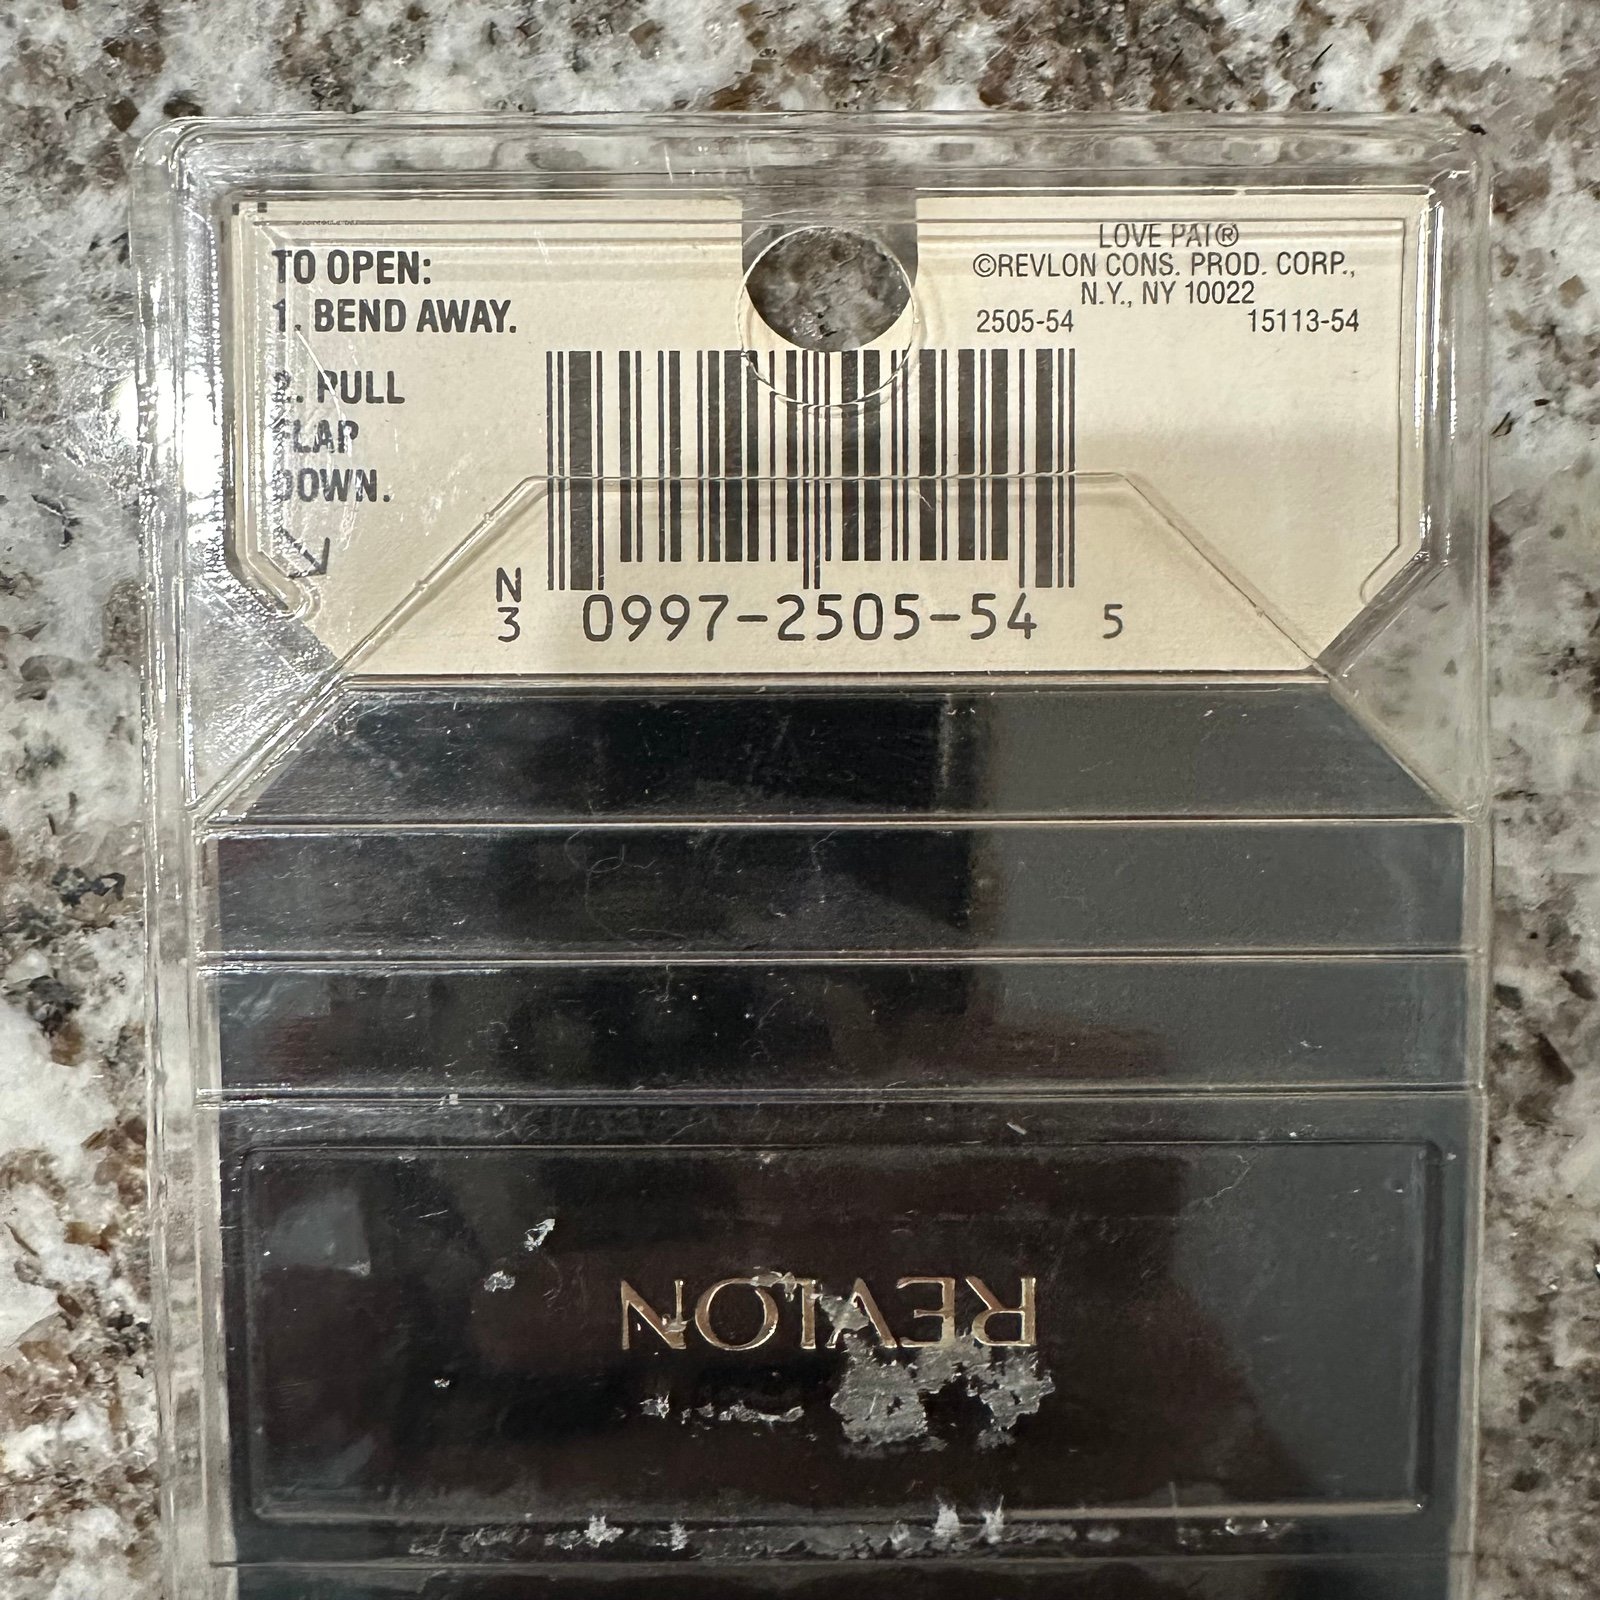 TO OPEN:
1. BEND AWAY.
2. PULL
FLAP
DOWN.
LOVE PAT®
©REVLON CONS. PROD. CORP.,
N.Y., NY 10022
2505-54 15113-54
N
3 0997-2505-54 5
REVLON